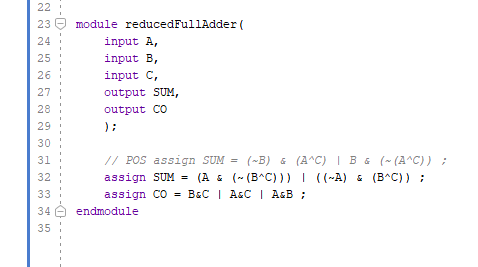 22
23 module reducedFullAdder(
24 input A,
25 input B,
26 input C,
27 output SUM,
28 output CO
29 );
30
31 // POS assign SUM = (~B) & (A^C) | B & (~(A^C)) ;
32 assign SUM = (A & (~(B^C))) | ((~A) & (B^C)) ;
33 assign CO = B&C | A&C | A&B ;
34 endmodule
35